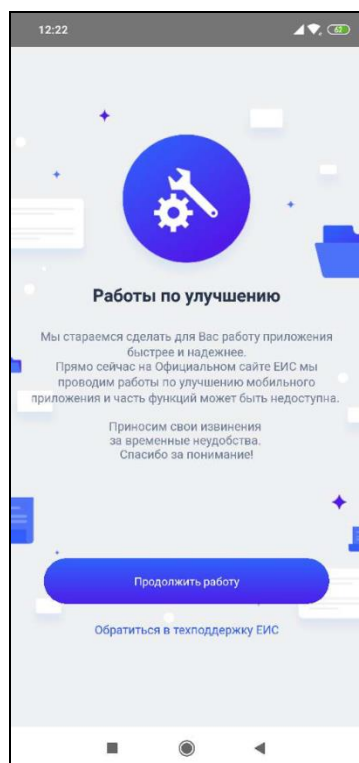 12:22
67
Работы по улучшению
Мы стараемся сделать для Вас работу приложения
быстрее и надежнее.
Прямо сейчас на Официальном сайте ЕИС мы
проводим работы по улучшению мобильного
приложения и часть функций может быть недоступна.
Приносим свои извинения
за временные неудобства.
Спасибо за понимание!
Продолжить работу
Обратиться в техподдержку ЕИС